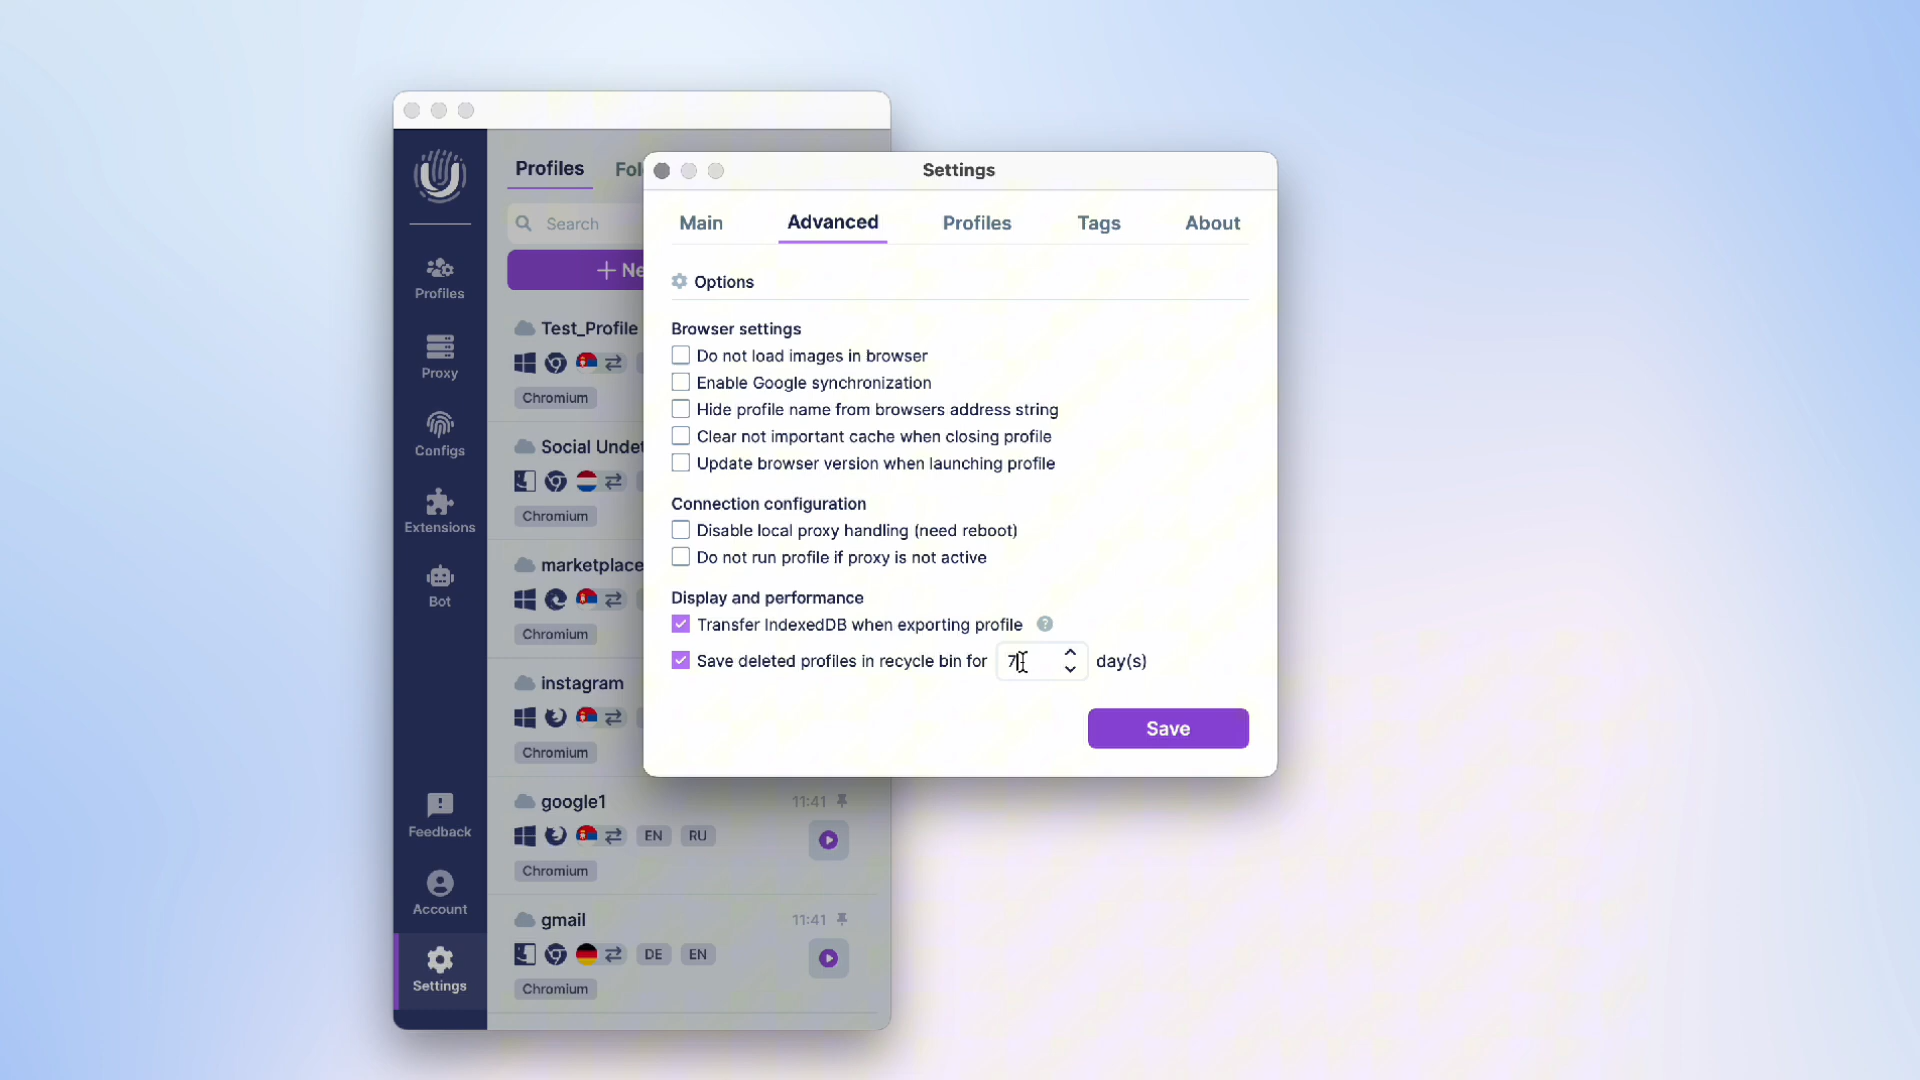 Profiles
Proxy
Configs
Extensions
Bot
Feedback
Account
Settings
Profiles
Search
Test_Profile
Chromium
Chromium
marketplace
Chromium
instagram
Chromium
google1
11:41
EN
RU
Chromium
gmail
11:41
DE
EN
Chromium
Settings
Main
Advanced
Profiles
Tags
About
Options
Browser settings
Do not load images in browser
Enable Google synchronization
Hide profile name from browsers address string
Clear not important cache when closing profile
Update browser version when launching profile
Connection configuration
Disable local proxy handling (need reboot)
Do not run profile if proxy is not active
Display and performance
Transfer IndexedDB when exporting profile ?
Save deleted profiles in recycle bin for 7 day(s)
Save